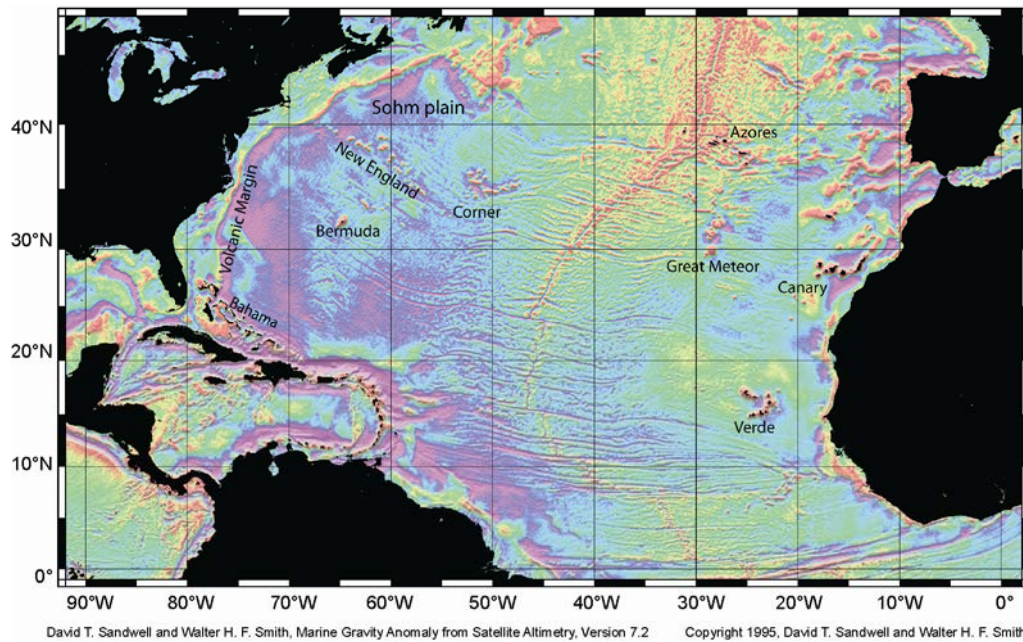 Sohm plain
40°N
Azores
New England
Volcanic Margin
Corner
Bermuda
30°N
Great Meteor
Canary
Bahama
20°N
Verde
10°N
0°
90°W 80°W 70°W 60°W 50°W 40°W 30°W 20°W 10°W 0°
David T. Sandwell and Walter H. F. Smith, Marine Gravity Anomaly from Satellite Altimetry, Version 7.2 Copyright 1995, David T. Sandwell and Walter H. F. Smith